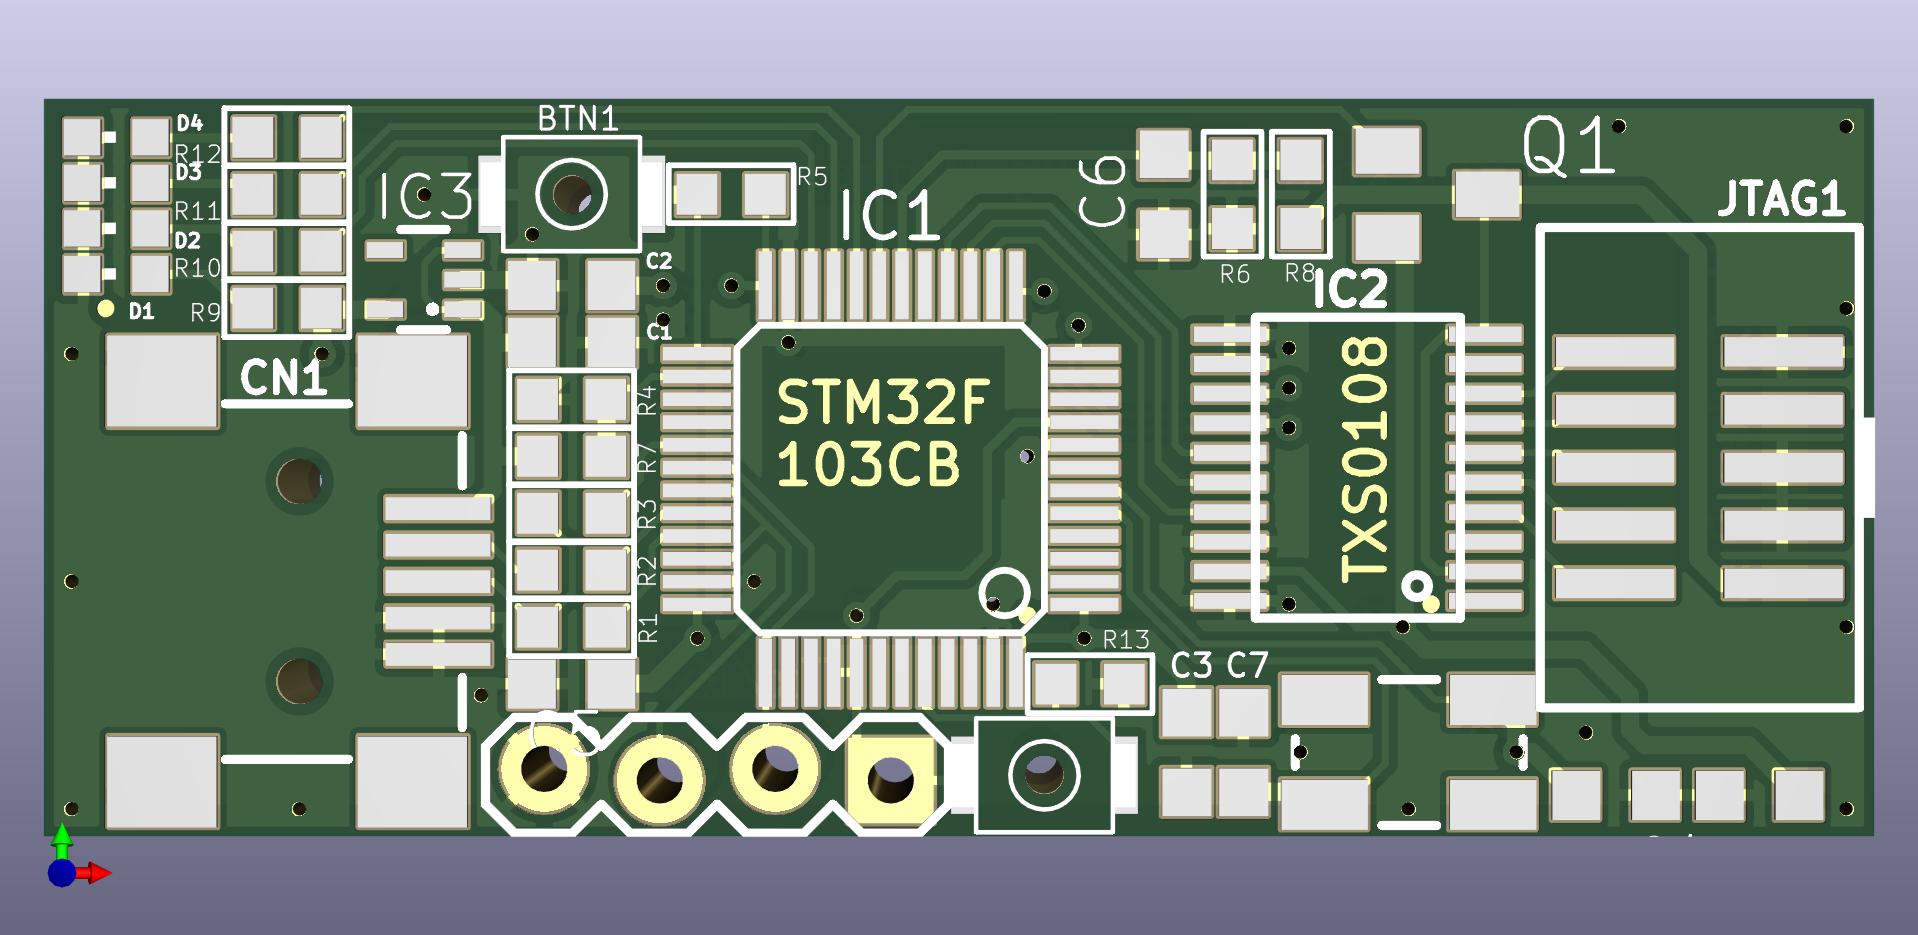 BTN1
D4
R12
D3
R11
D2
R10
D1
R9
IC3
R5
IC1
C6
R6
R8
Q1
JTAG1
IC2
C2
C1
CN1
R4
R7
R3
R2
R1
STM32F
103CB
TXS0108
R13
C3
C7